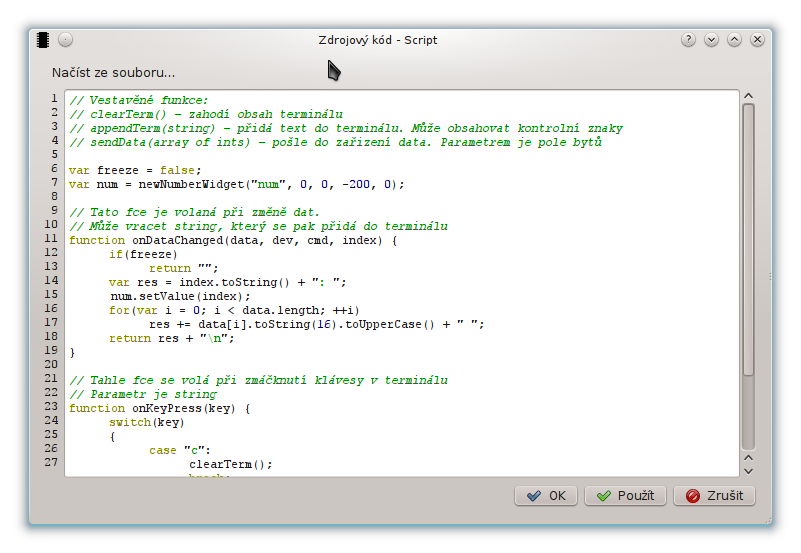 Zdrojový kód - Script
Načíst ze souboru...
1 // Vestavěné funkce:
2 // clearTerm() - zahodí obsah terminálu
3 // appendTerm(string) - přidá text do terminálu. Může obsahovat kontrolní znaky
4 // sendData(array of ints) - pošle do zařizení data. Parametrem je pole bytů
5
6 var freeze = false;
7 var num = newNumberWidget("num", 0, 0, -200, 0);
8
9 // Tato fce je volaná při změně dat.
10 // Může vracet string, který se pak přidá do terminálu
11 function onDataChanged(data, dev, cmd, index) {
12 if(freeze)
13 return "";
14 var res = index.toString() + ": ";
15 num.setValue(index);
16 for(var i = 0; i < data.length; ++i)
17 res += data[i].toString(16).toUpperCase() + " ";
18 return res + "\n";
19 }
20
21 // Tahle fce se volá při zmáčknutí klávesy v terminálu
22 // Parametr je string
23 function onKeyPress(key) {
24 switch(key)
25 {
26 case "c":
27 clearTerm();
break;
OK Použít Zrušit